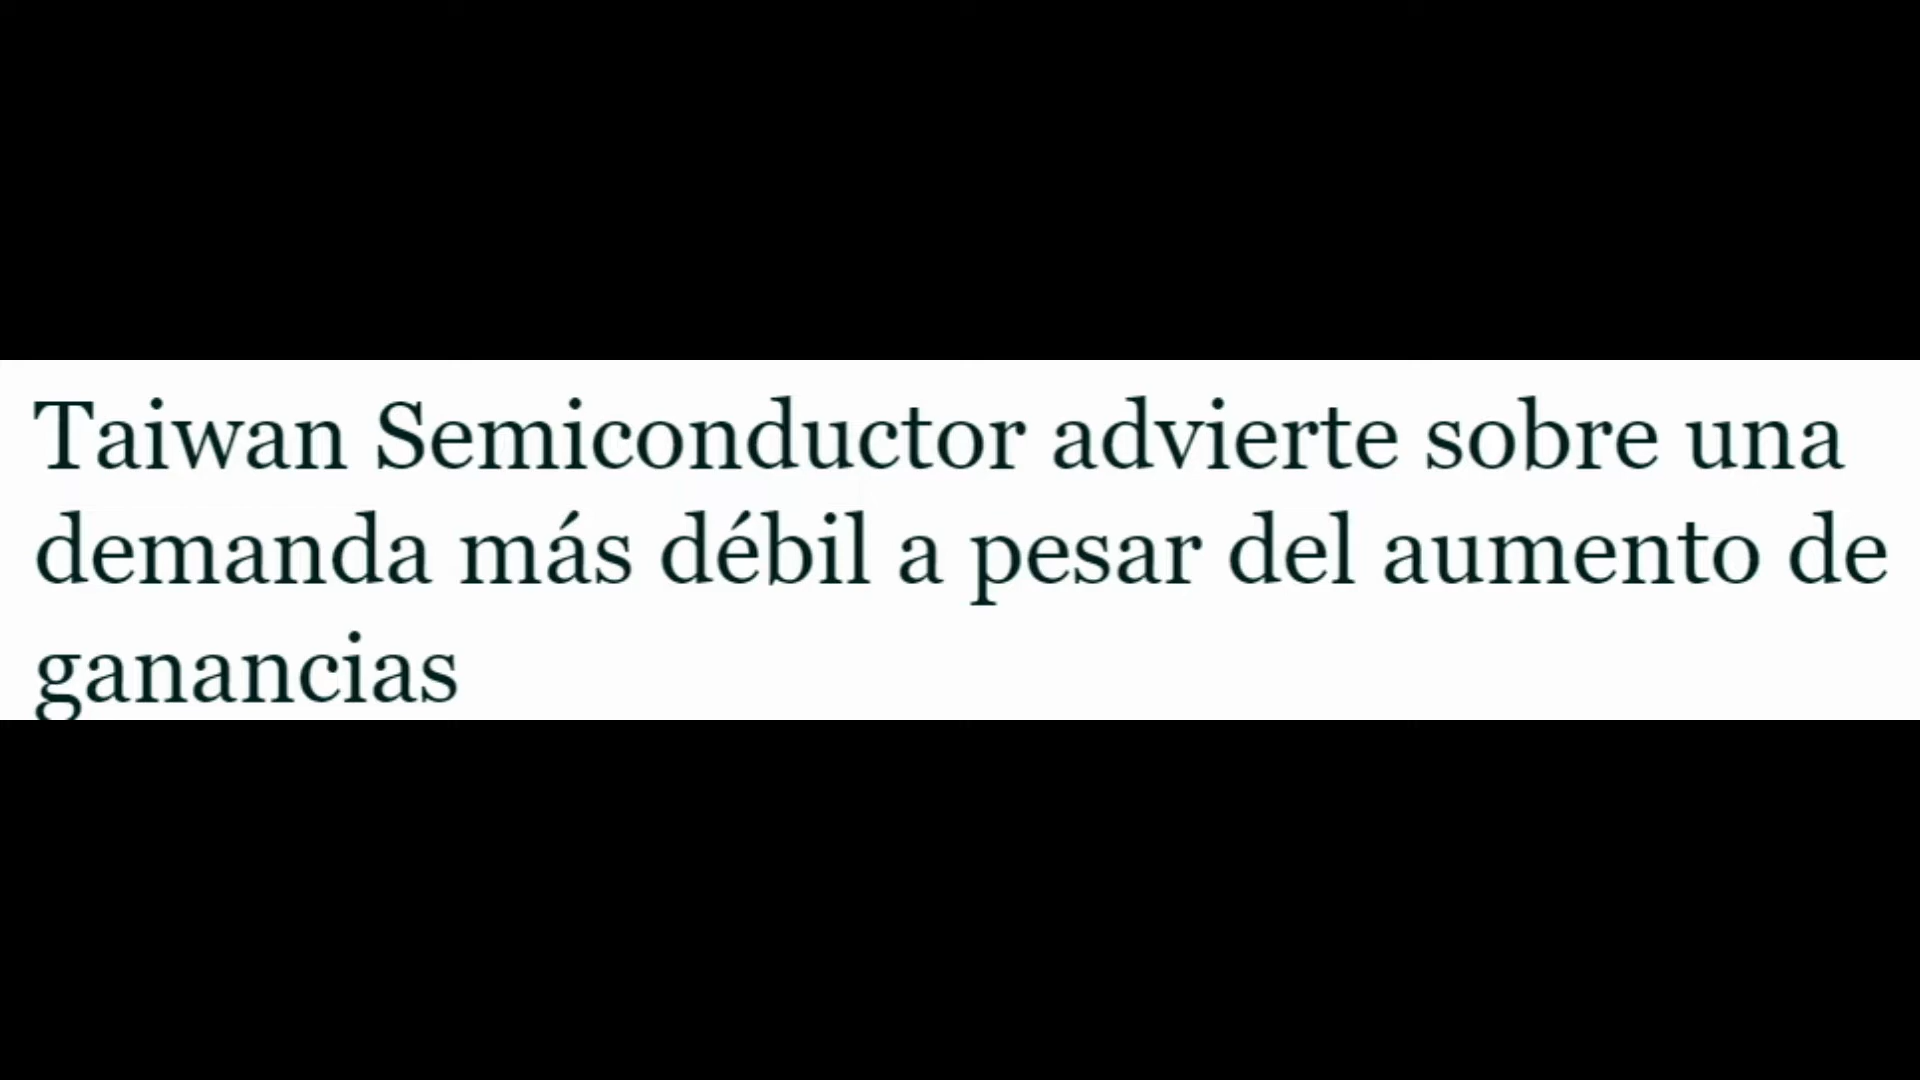 Taiwan Semiconductor advierte sobre una
demanda más débil a pesar del aumento de
ganancias